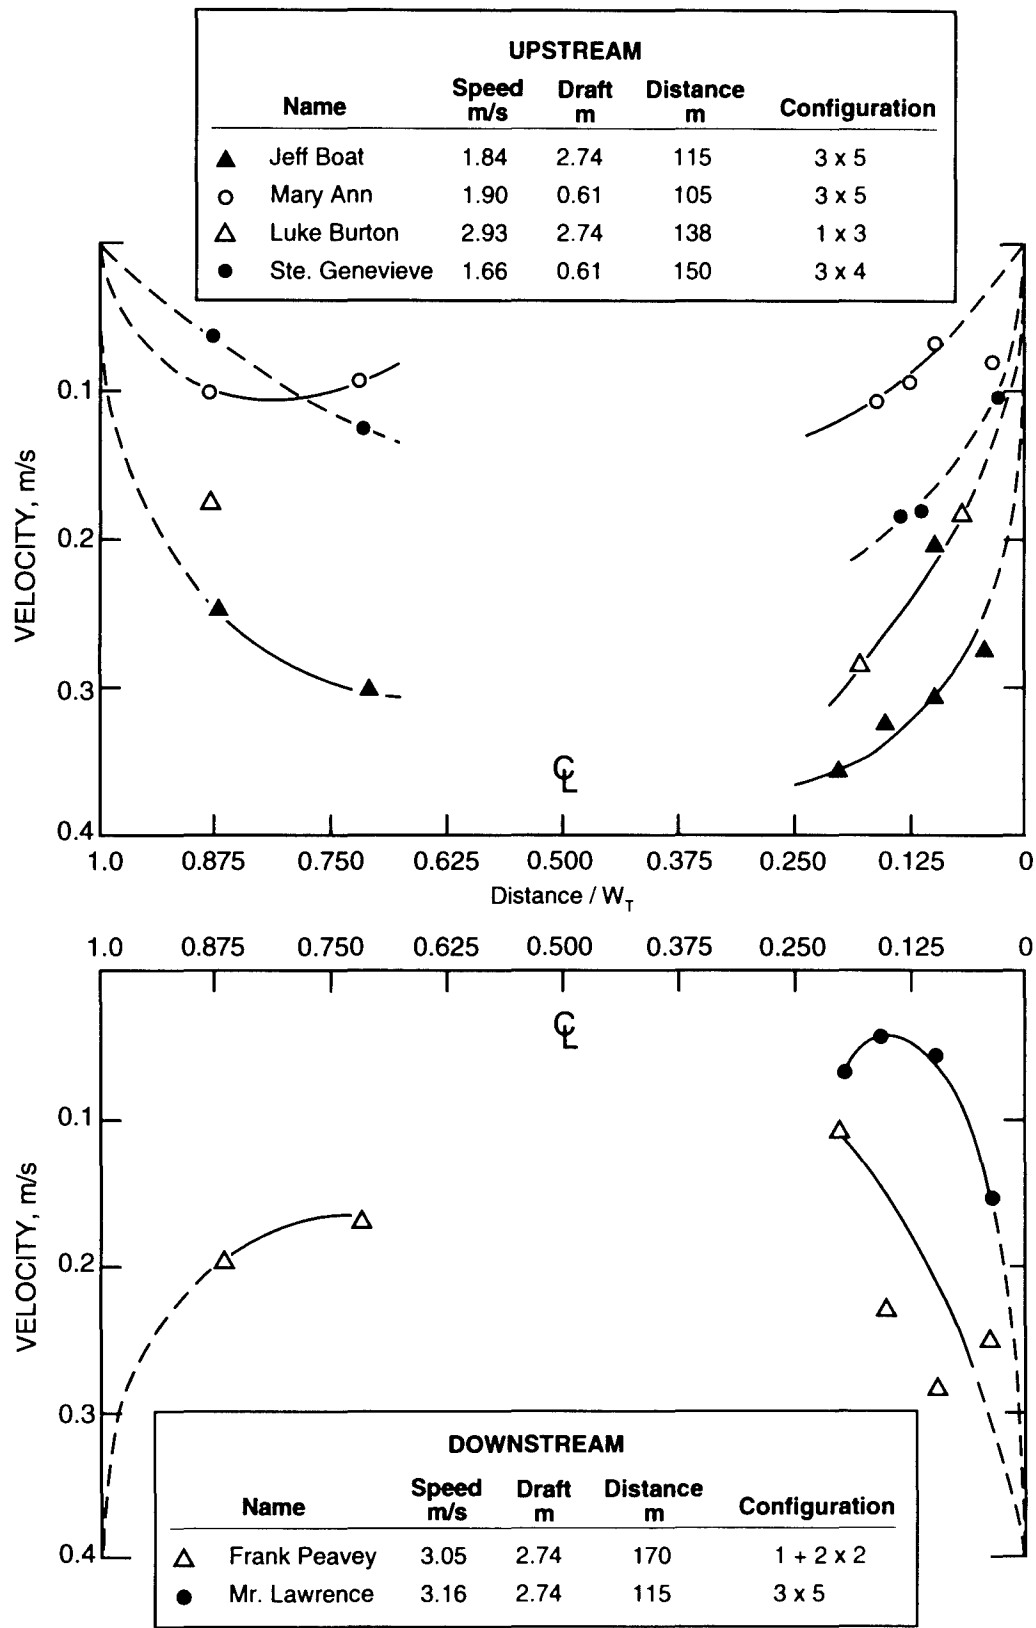 UPSTREAM
Name Speed m/s Draft m Distance m Configuration
▲ Jeff Boat 1.84 2.74 115 3 x 5
○ Mary Ann 1.90 0.61 105 3 x 5
△ Luke Burton 2.93 2.74 138 1 x 3
● Ste. Genevieve 1.66 0.61 150 3 x 4
VELOCITY, m/s
0.1
0.2
0.3
0.4
℄
1.0 0.875 0.750 0.625 0.500 0.375 0.250 0.125 0
Distance / W_T
1.0 0.875 0.750 0.625 0.500 0.375 0.250 0.125 0
℄
VELOCITY, m/s
0.1
0.2
0.3
0.4
DOWNSTREAM
Name Speed m/s Draft m Distance m Configuration
△ Frank Peavey 3.05 2.74 170 1 + 2 x 2
● Mr. Lawrence 3.16 2.74 115 3 x 5